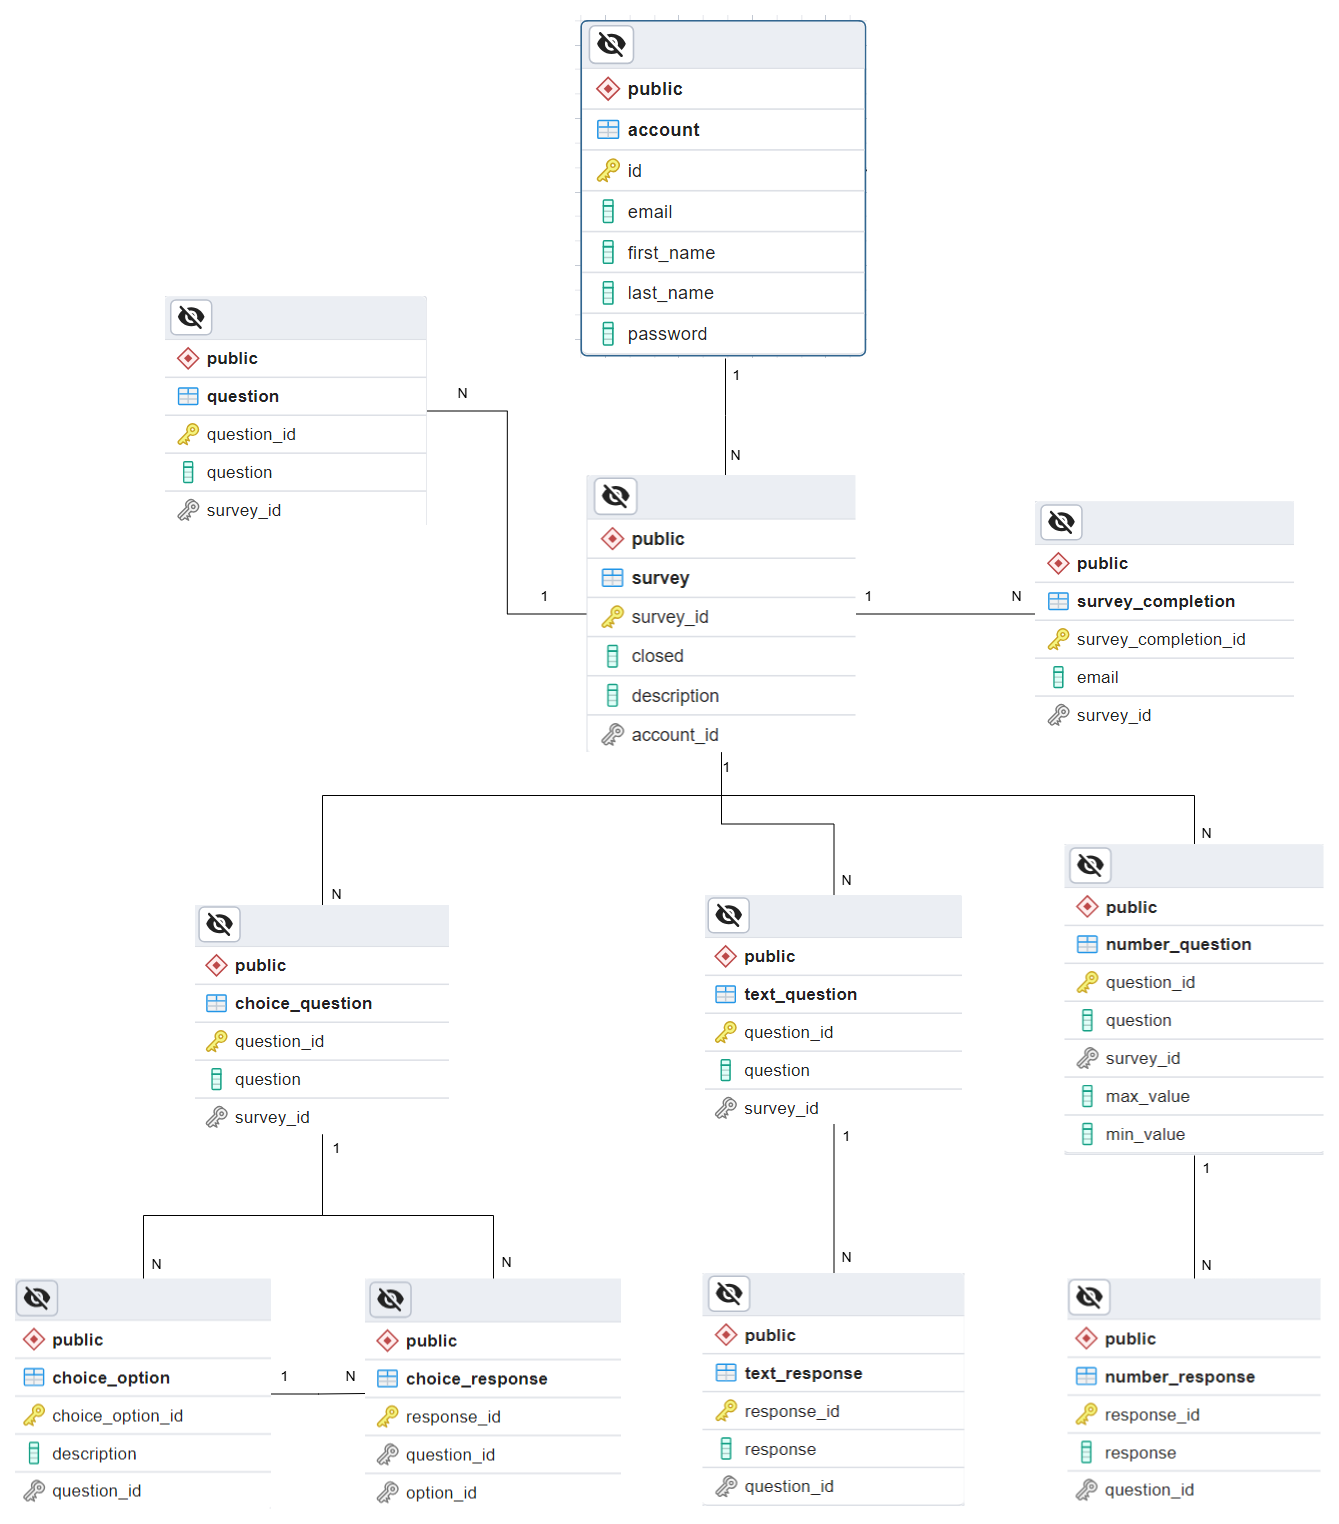 public
account
id
email
first_name
last_name
password
1
N
public
question
question_id
question
survey_id
N
1
public
survey
survey_id
closed
description
account_id
1
N
public
survey_completion
survey_completion_id
email
survey_id
1
N
N
N
public
choice_question
question_id
question
survey_id
1
public
text_question
question_id
question
survey_id
1
public
number_question
question_id
question
survey_id
max_value
min_value
1
N
N
N
N
public
choice_option
choice_option_id
description
question_id
1
N
public
choice_response
response_id
question_id
option_id
public
text_response
response_id
response
question_id
public
number_response
response_id
response
question_id